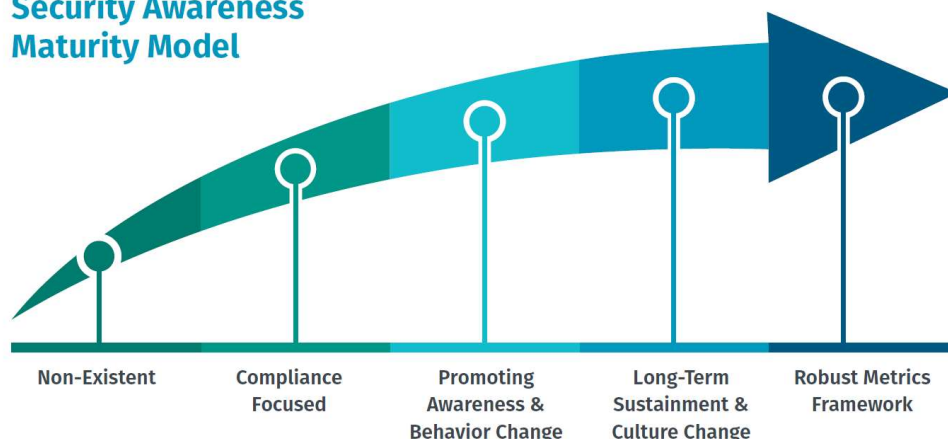 Security Awareness
Maturity Model
Non-Existent
Compliance
Focused
Promoting
Awareness &
Behavior Change
Long-Term
Sustainment &
Culture Change
Robust Metrics
Framework